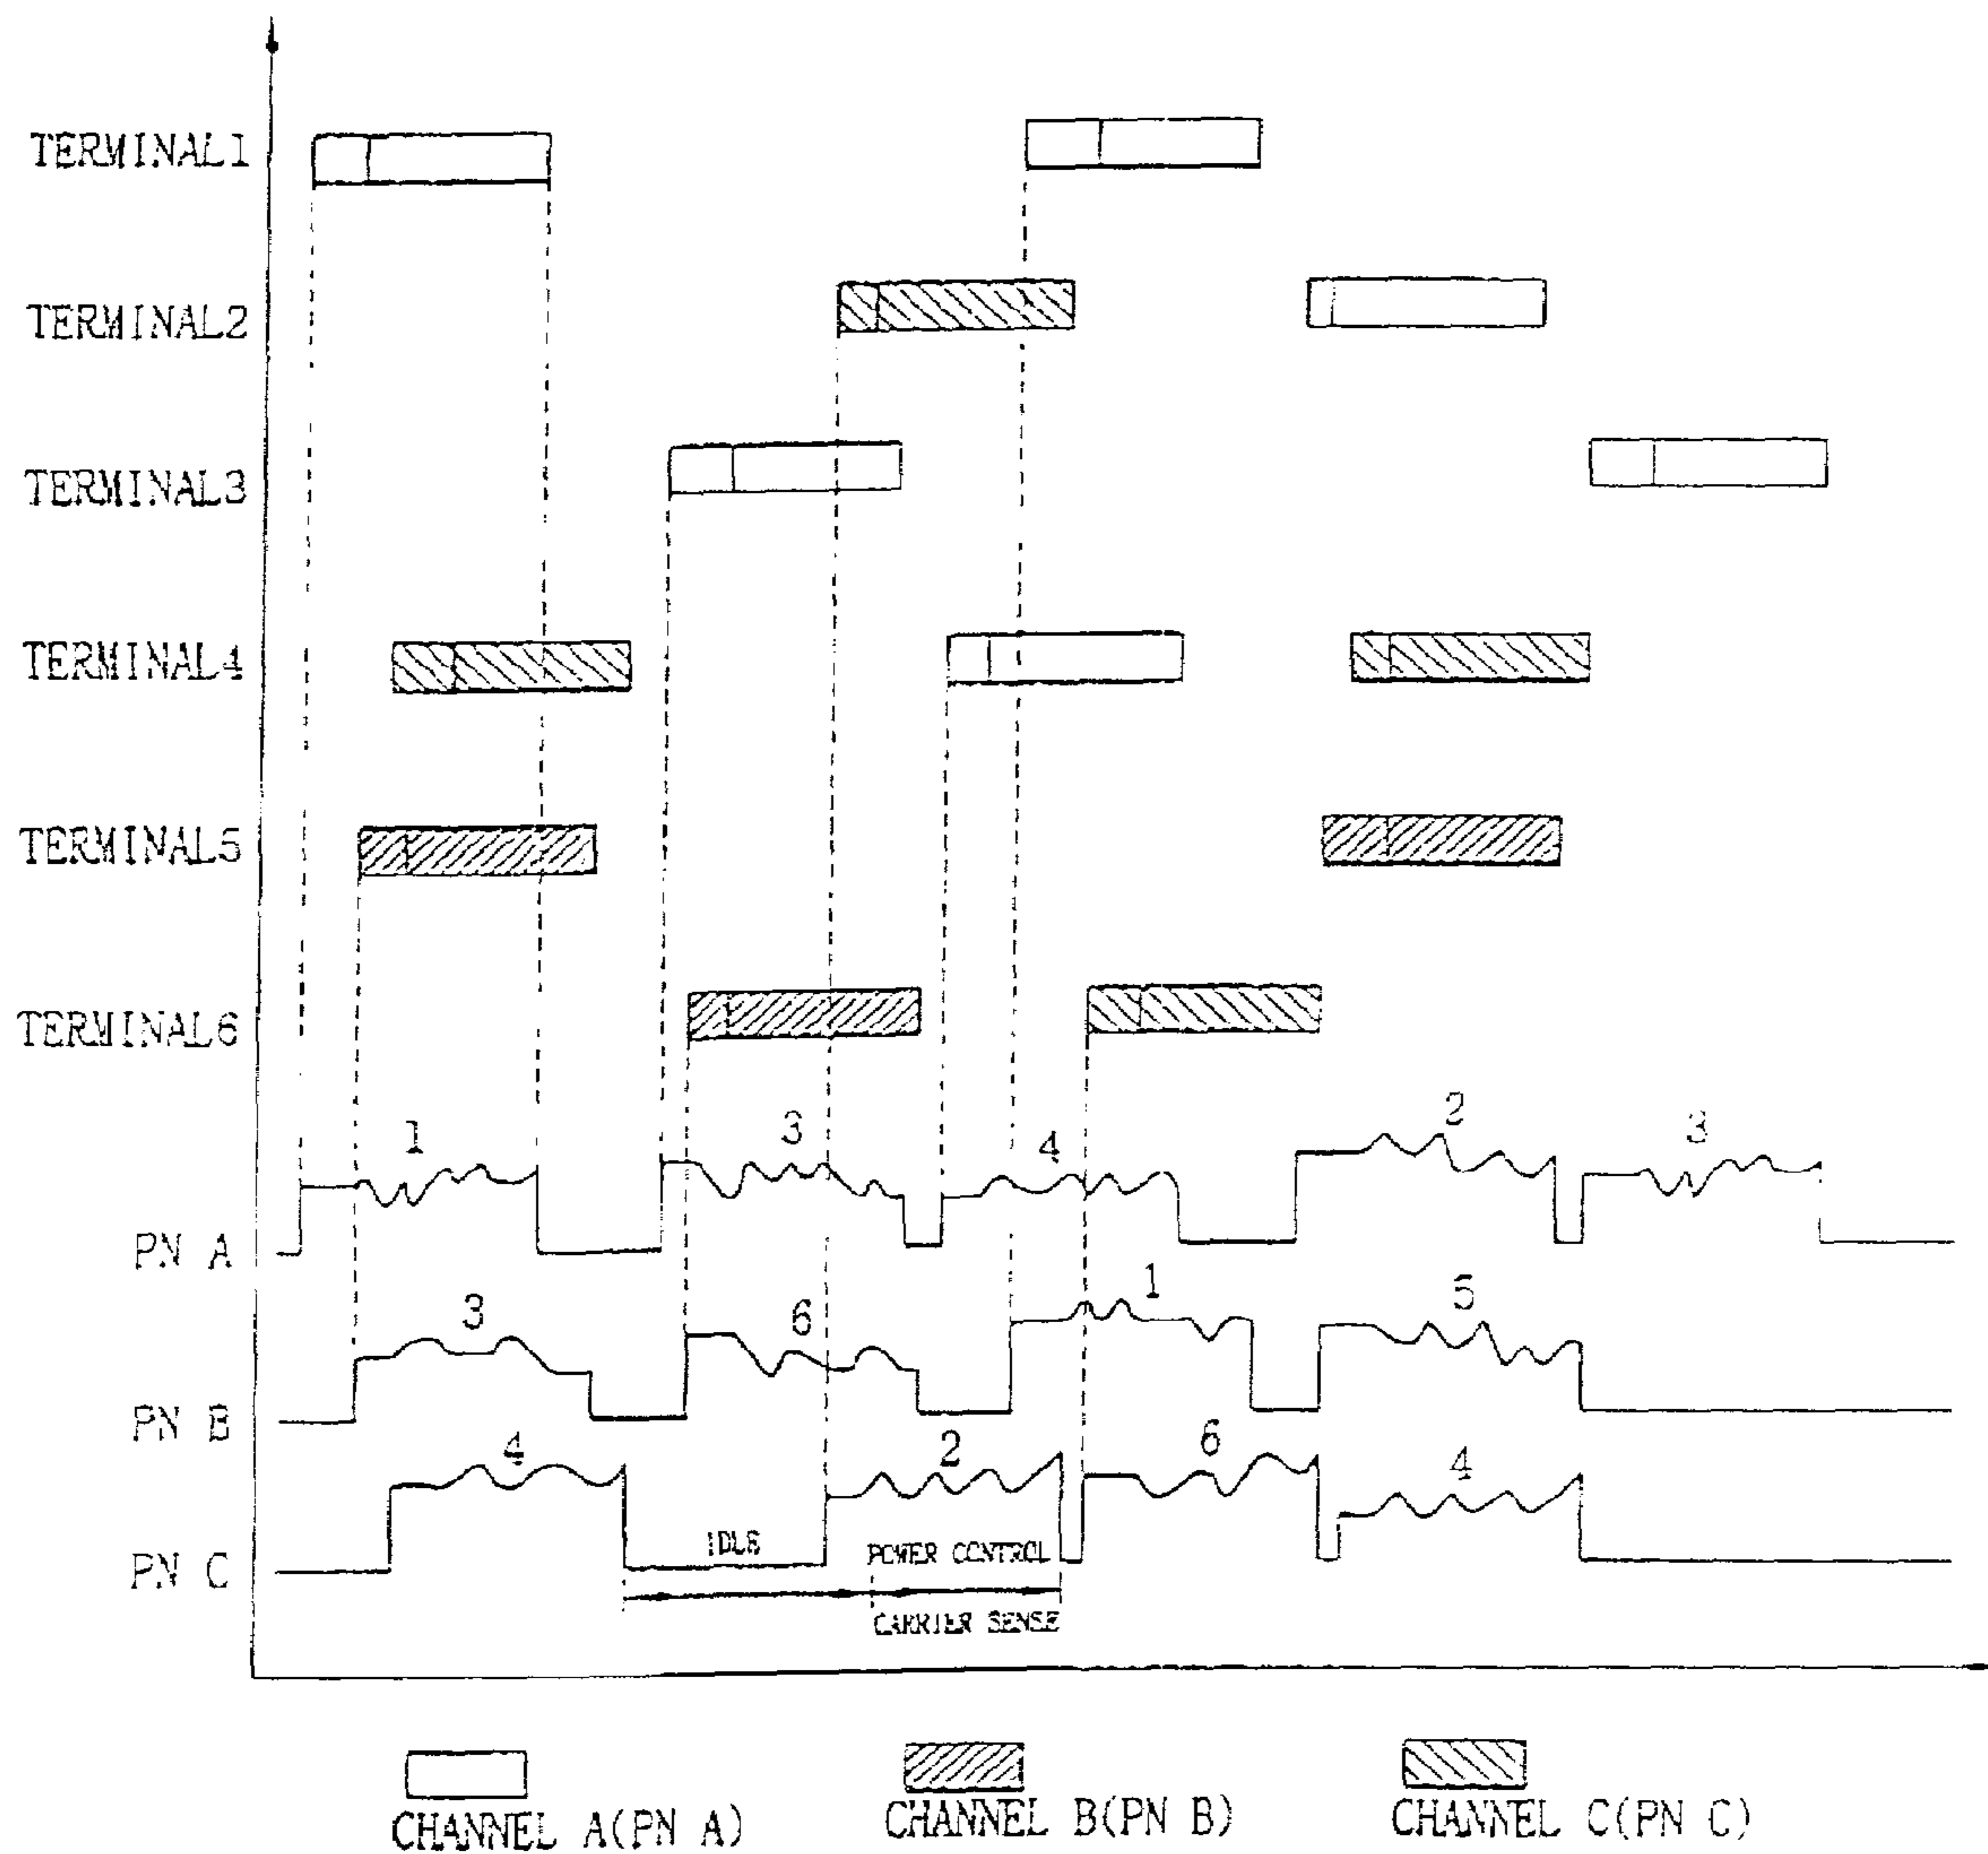 TERMINAL1
TERMINAL2
TERMINAL3
TERMINAL4
TERMINAL5
TERMINAL6
1 3 4 2 3
PN A
3 6 1 5
PN B
4 2 6 4
IDLE POWER CONTROL
PN C
CARRIER SENSE
CHANNEL A(PN A) CHANNEL B(PN B) CHANNEL C(PN C)